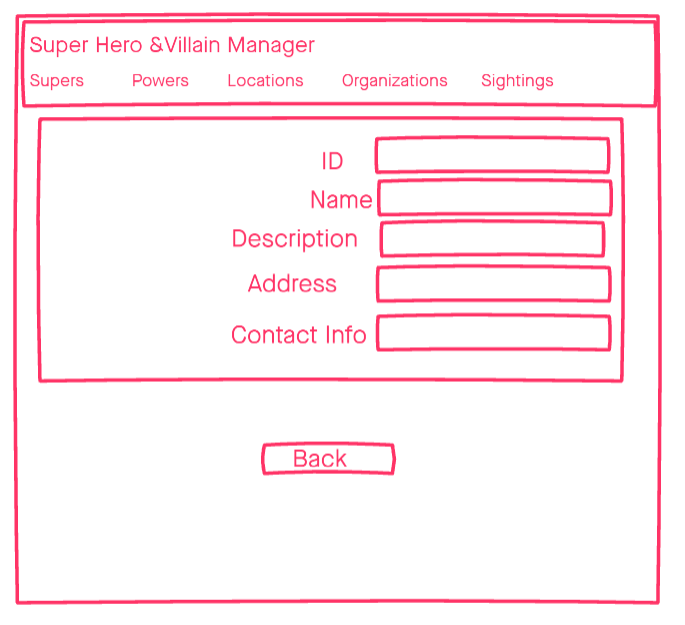 Super Hero &Villain Manager
Supers Powers Locations Organizations Sightings
ID
Name
Description
Address
Contact Info
Back